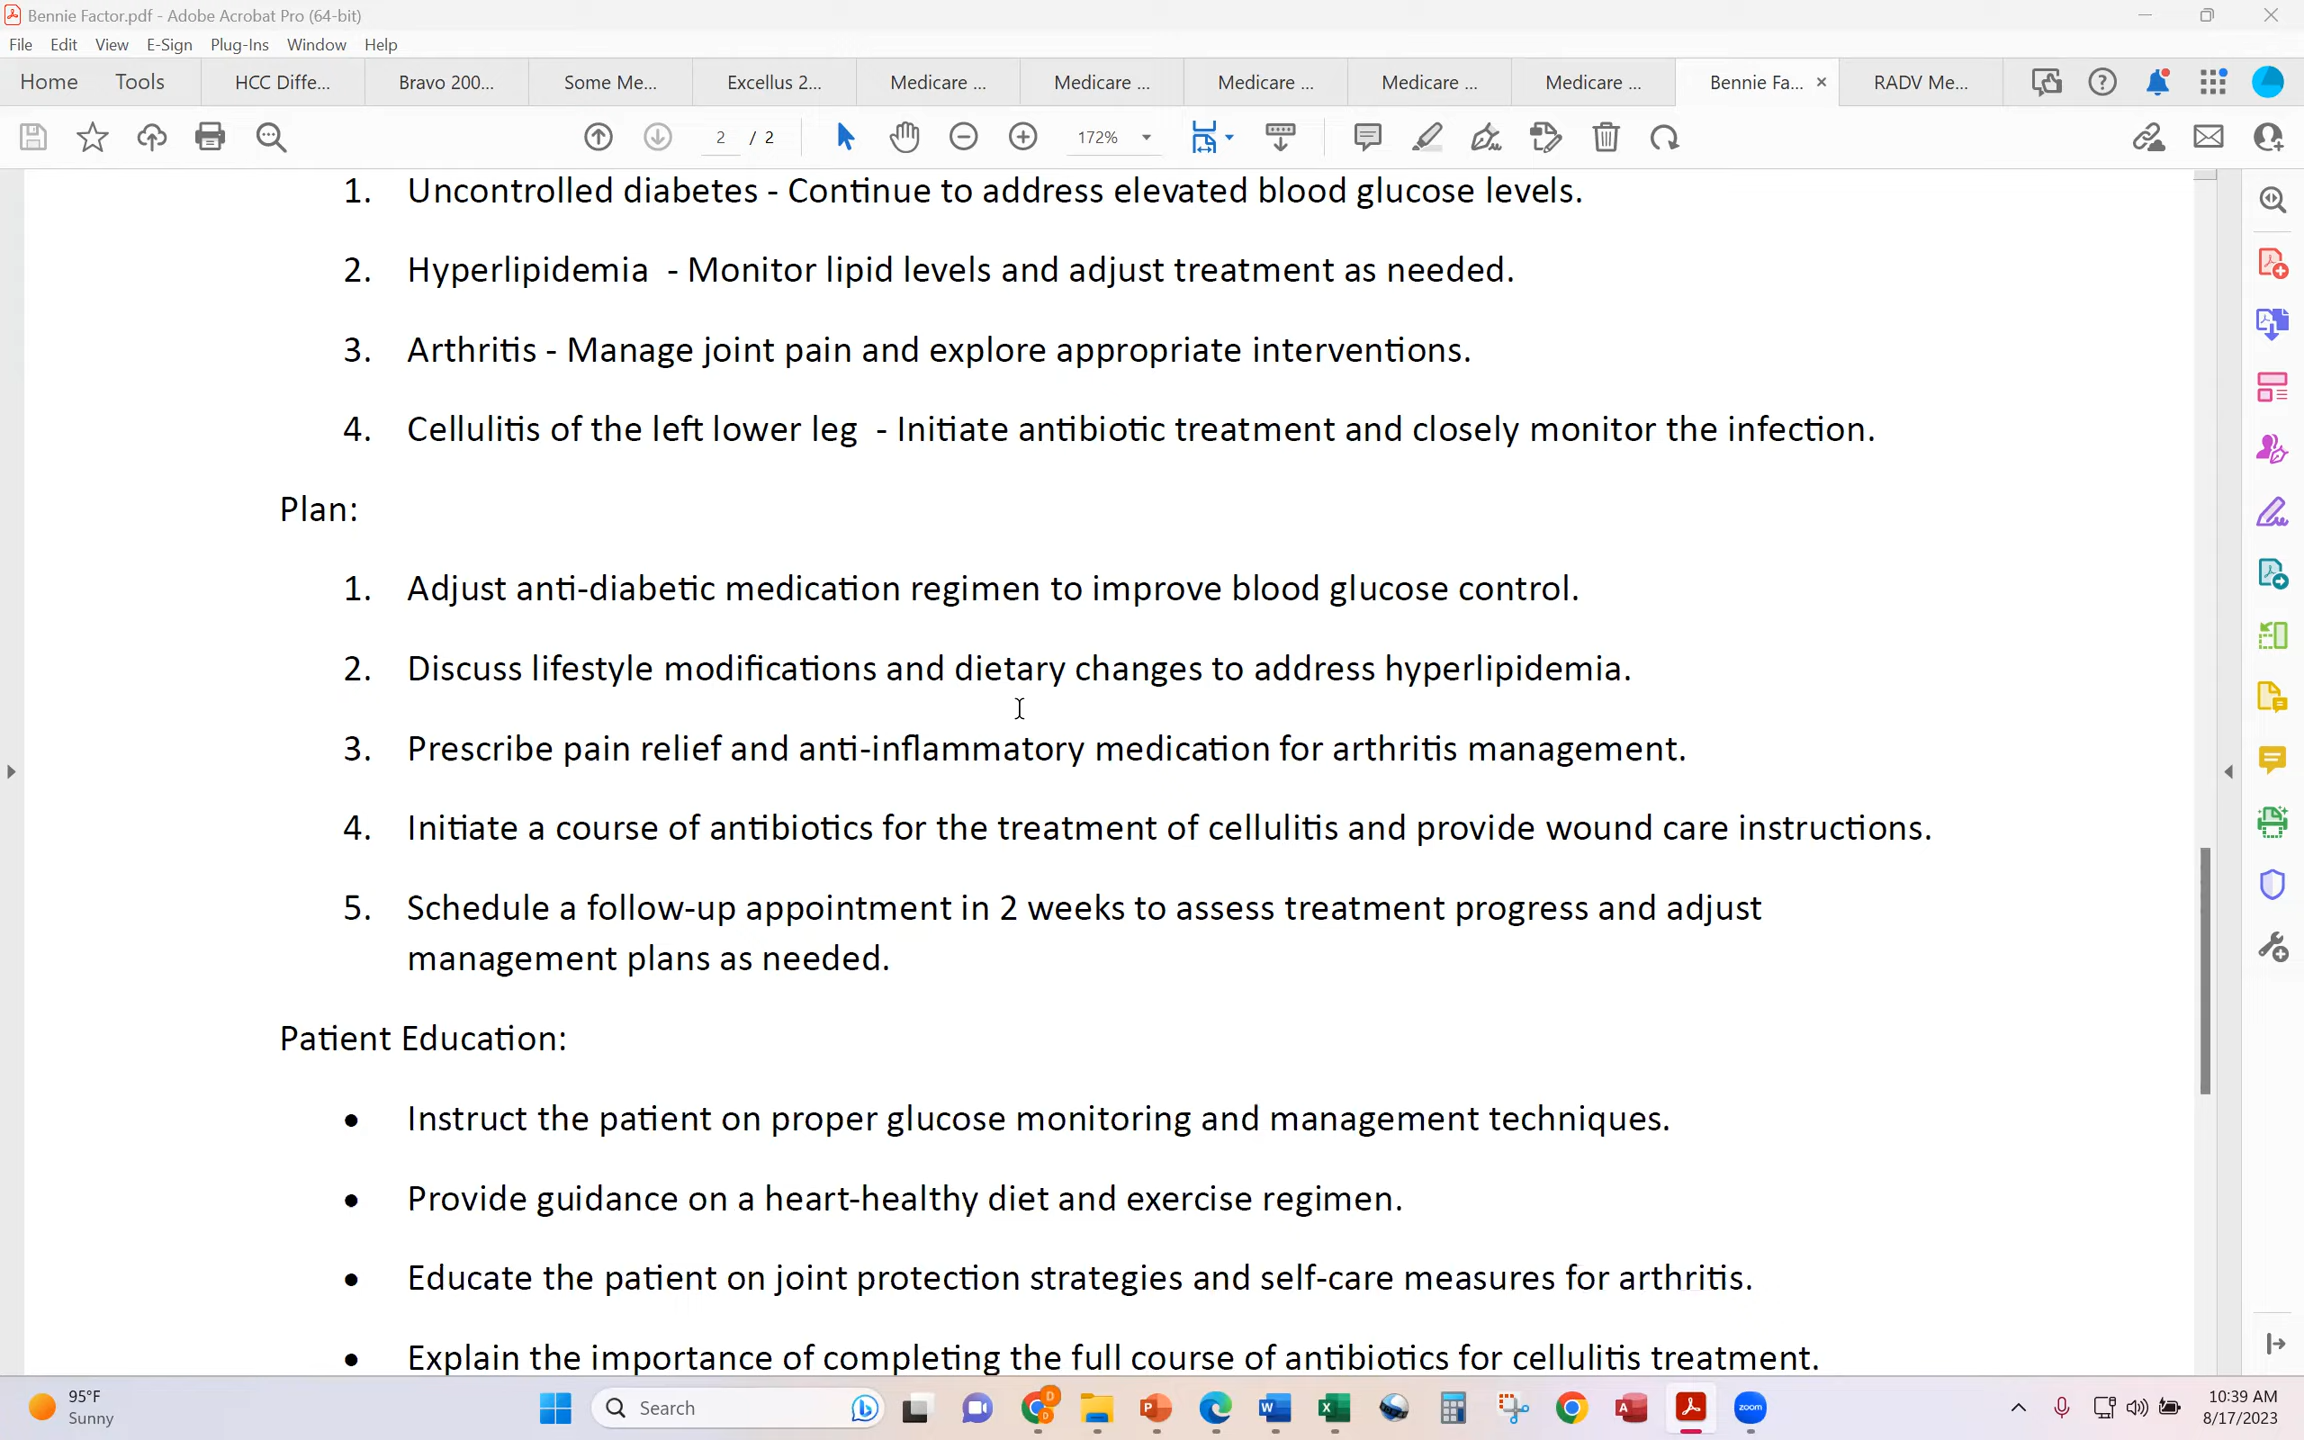 Bennie Factor.pdf - Adobe Acrobat Pro (64-bit)
File Edit View E-Sign Plug-Ins Window Help
Home Tools HCC Diffe... Bravo 200... Some Me... Excellus 2... Medicare ... Medicare ... Medicare ... Medicare ... Medicare ... Bennie Fa... × RADV Me...
2 / 2 172%
1. Uncontrolled diabetes - Continue to address elevated blood glucose levels.
2. Hyperlipidemia - Monitor lipid levels and adjust treatment as needed.
3. Arthritis - Manage joint pain and explore appropriate interventions.
4. Cellulitis of the left lower leg - Initiate antibiotic treatment and closely monitor the infection.
Plan:
1. Adjust anti-diabetic medication regimen to improve blood glucose control.
2. Discuss lifestyle modifications and dietary changes to address hyperlipidemia.
3. Prescribe pain relief and anti-inflammatory medication for arthritis management.
4. Initiate a course of antibiotics for the treatment of cellulitis and provide wound care instructions.
5. Schedule a follow-up appointment in 2 weeks to assess treatment progress and adjust
management plans as needed.
Patient Education:
• Instruct the patient on proper glucose monitoring and management techniques.
• Provide guidance on a heart-healthy diet and exercise regimen.
• Educate the patient on joint protection strategies and self-care measures for arthritis.
• Explain the importance of completing the full course of antibiotics for cellulitis treatment.
95°F
Sunny
Search
zoom
10:39 AM
8/17/2023